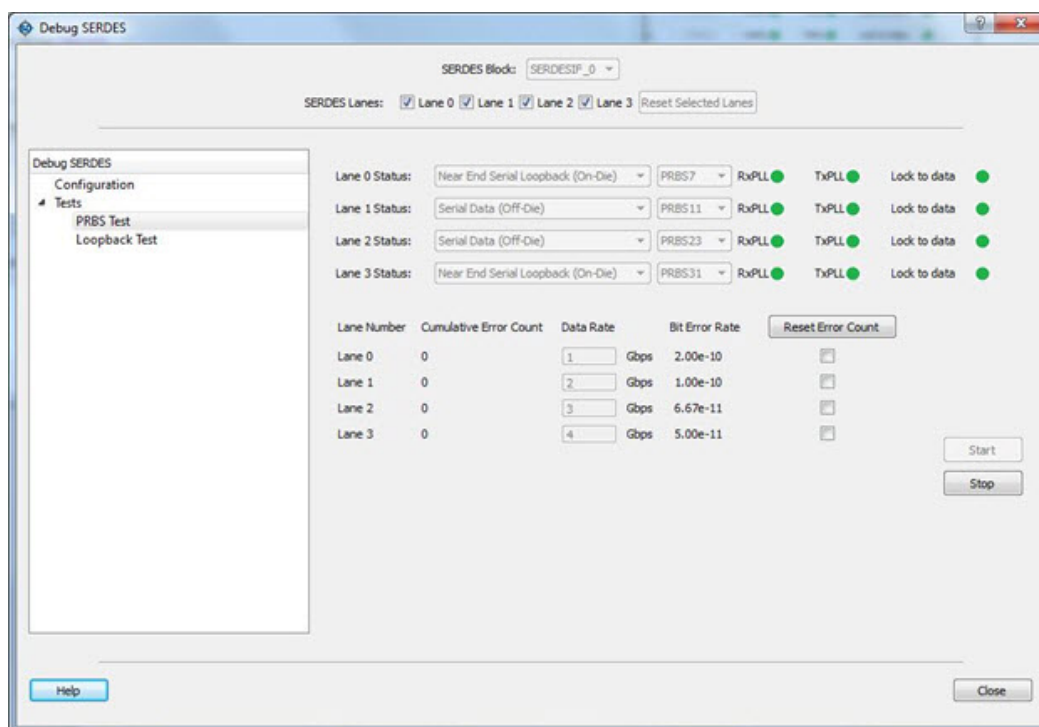 Debug SERDES
SERDES Block: SERDESIF_0
SERDES Lanes: Lane 0 Lane 1 Lane 2 Lane 3 Reset Selected Lanes
Debug SERDES
Configuration
Tests
PRBS Test
Loopback Test
Lane 0 Status: Near End Serial Loopback (On-Die) PRBS7 RxPLL TxPLL Lock to data
Lane 1 Status: Serial Data (Off-Die) PRBS11 RxPLL TxPLL Lock to data
Lane 2 Status: Serial Data (Off-Die) PRBS23 RxPLL TxPLL Lock to data
Lane 3 Status: Near End Serial Loopback (On-Die) PRBS31 RxPLL TxPLL Lock to data
Lane Number Cumulative Error Count Data Rate Bit Error Rate Reset Error Count
Lane 0 0 1 Gbps 2.00e-10
Lane 1 0 2 Gbps 1.00e-10
Lane 2 0 3 Gbps 6.67e-11
Lane 3 0 4 Gbps 5.00e-11
Start
Stop
Help Close